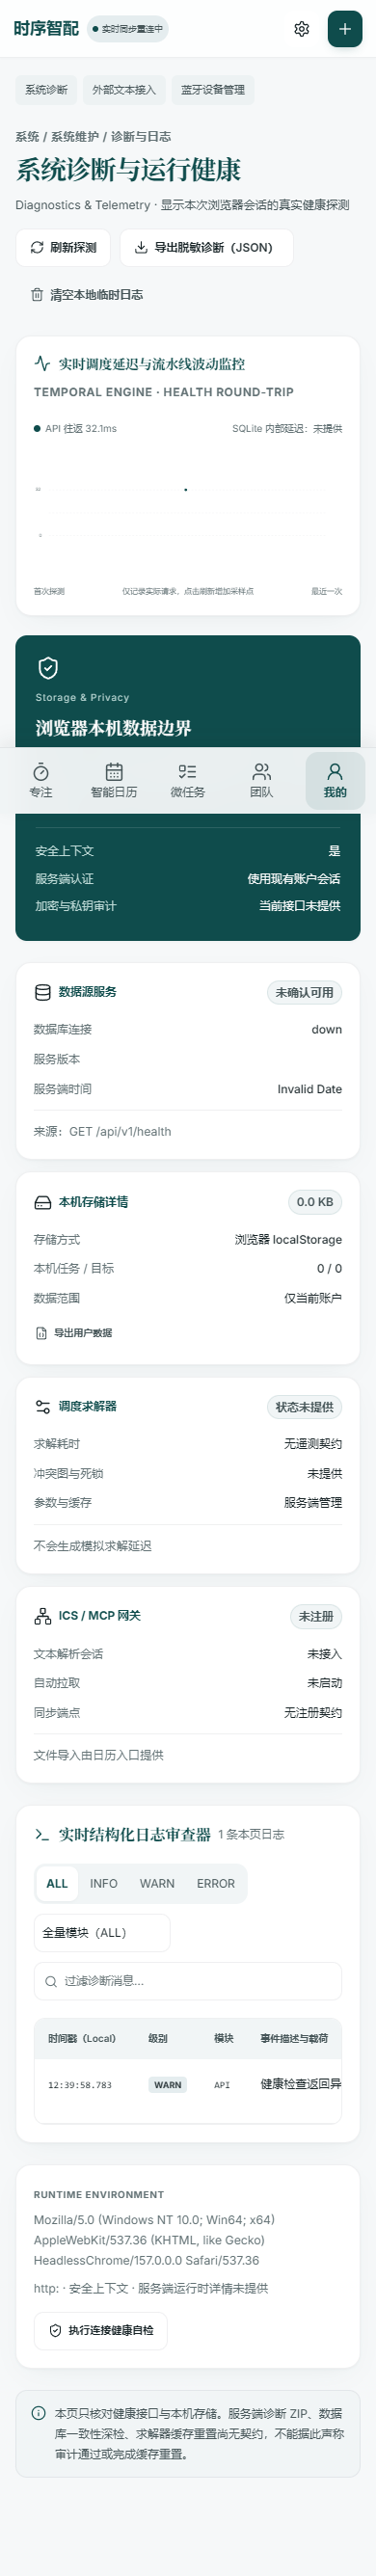 时序智配
实时同步重连中
系统诊断 外部文本接入 蓝牙设备管理
系统 / 系统维护 / 诊断与日志
系统诊断与运行健康
Diagnostics & Telemetry · 显示本次浏览器会话的真实健康探测
刷新探测 导出脱敏诊断（JSON）
清空本地临时日志
实时调度延迟与流水线波动监控
TEMPORAL ENGINE · HEALTH ROUND-TRIP
API 往返 32.1ms SQLite 内部延迟：未提供
首次探测 仅记录实际请求，点击刷新增加采样点 最近一次
Storage & Privacy
浏览器本机数据边界
专注 智能日历 微任务 团队 我的
安全上下文 是
服务端认证 使用现有账户会话
加密与私钥审计 当前接口未提供
数据源服务 未确认可用
数据库连接 down
服务版本
服务端时间 Invalid Date
来源：GET /api/v1/health
本机存储详情 0.0 KB
存储方式 浏览器 localStorage
本机任务 / 目标 0 / 0
数据范围 仅当前账户
导出用户数据
调度求解器 状态未提供
求解耗时 无遥测契约
冲突图与死锁 未提供
参数与缓存 服务端管理
不会生成模拟求解延迟
ICS / MCP 网关 未注册
文本解析会话 未接入
自动拉取 未启动
同步端点 无注册契约
文件导入由日历入口提供
实时结构化日志审查器 1 条本页日志
ALL INFO WARN ERROR
全量模块（ALL）
过滤诊断消息...
时间戳（Local） 级别 模块 事件描述与载荷
12:39:58.783 WARN API 健康检查返回异
RUNTIME ENVIRONMENT
Mozilla/5.0 (Windows NT 10.0; Win64; x64)
AppleWebKit/537.36 (KHTML, like Gecko)
HeadlessChrome/157.0.0.0 Safari/537.36
http: · 安全上下文 · 服务端运行时详情未提供
执行连接健康自检
本页只核对健康接口与本机存储。服务端诊断 ZIP、数据
库一致性深检、求解器缓存重置尚无契约，不能据此声称
审计通过或完成缓存重置。